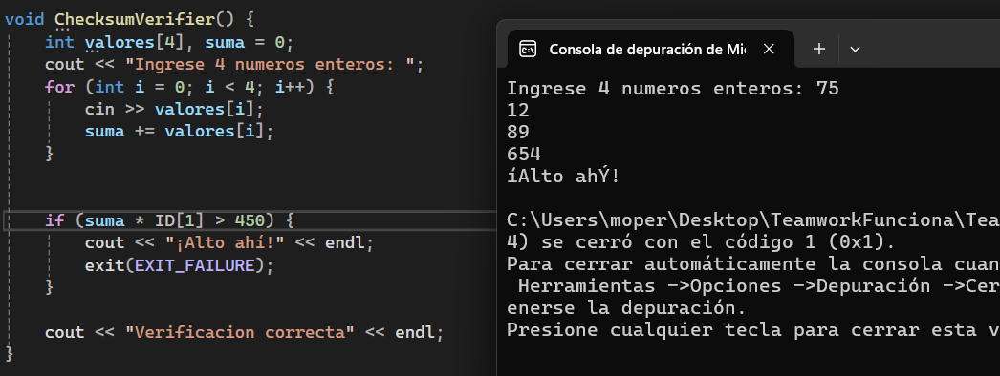 void ChecksumVerifier() {
int valores[4], suma = 0;
cout << "Ingrese 4 numeros enteros: ";
for (int i = 0; i < 4; i++) {
cin >> valores[i];
suma += valores[i];
}
if (suma * ID[1] > 450) {
cout << "¡Alto ahí!" << endl;
exit(EXIT_FAILURE);
}
cout << "Verificacion correcta" << endl;
}
Consola de depuración de Mi
Ingrese 4 numeros enteros: 75
12
89
654
íAlto ahÝ!
C:\Users\moper\Desktop\TeamworkFunciona\Tea
4) se cerró con el código 1 (0x1).
Para cerrar automáticamente la consola cuan
Herramientas ->Opciones ->Depuración ->Cer
enerse la depuración.
Presione cualquier tecla para cerrar esta v